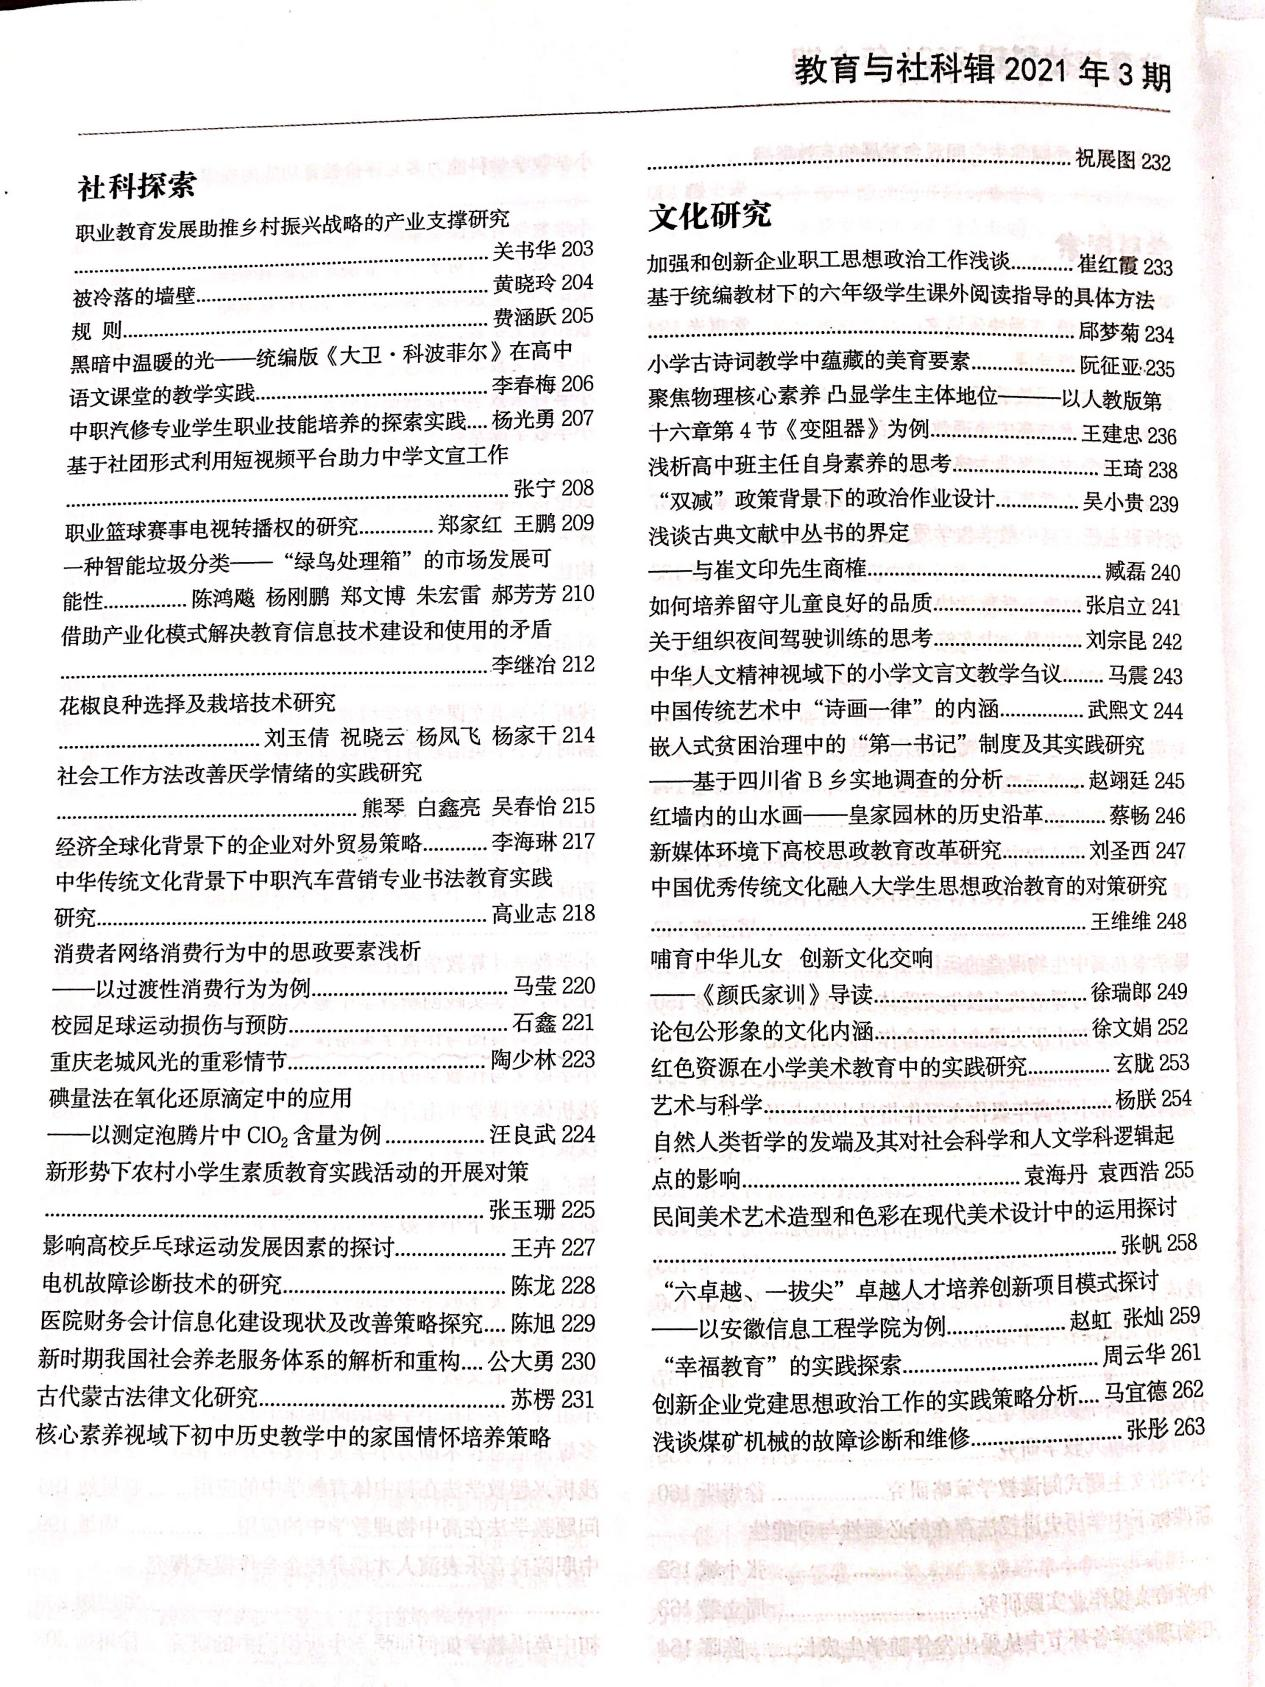 教育与社科辑 2021 年 3 期
社科探索
职业教育发展助推乡村振兴战略的产业支撑研究
关书华 203
被冷落的墙壁 黄晓玲 204
规 则 费涵跃 205
黑暗中温暖的光——统编版《大卫·科波菲尔》在高中
语文课堂的教学实践 李春梅 206
中职汽修专业学生职业技能培养的探索实践 杨光勇 207
基于社团形式利用短视频平台助力中学文宣工作
张宁 208
职业篮球赛事电视转播权的研究 郑家红 王鹏 209
一种智能垃圾分类——“绿鸟处理箱”的市场发展可
能性 陈鸿飚 杨刚鹏 郑文博 朱宏雷 郝芳芳 210
借助产业化模式解决教育信息技术建设和使用的矛盾
李继冶 212
花椒良种选择及栽培技术研究
刘玉倩 祝晓云 杨凤飞 杨家干 214
社会工作方法改善厌学情绪的实践研究
熊琴 白鑫亮 吴春怡 215
经济全球化背景下的企业对外贸易策略 李海琳 217
中华传统文化背景下中职汽车营销专业书法教育实践
研究 高业志 218
消费者网络消费行为中的思政要素浅析
——以过渡性消费行为为例 马莹 220
校园足球运动损伤与预防 石鑫 221
重庆老城风光的重彩情节 陶少林 223
碘量法在氧化还原滴定中的应用
——以测定泡腾片中 ClO₂ 含量为例 汪良武 224
新形势下农村小学生素质教育实践活动的开展对策
张玉珊 225
影响高校乒乓球运动发展因素的探讨 王卉 227
电机故障诊断技术的研究 陈龙 228
医院财务会计信息化建设现状及改善策略探究 陈旭 229
新时期我国社会养老服务体系的解析和重构 公大勇 230
古代蒙古法律文化研究 苏楞 231
核心素养视域下初中历史教学中的家国情怀培养策略
祝展图 232
文化研究
加强和创新企业职工思想政治工作浅谈 崔红霞 233
基于统编教材下的六年级学生课外阅读指导的具体方法
邸梦菊 234
小学古诗词教学中蕴藏的美育要素 阮征亚 235
聚焦物理核心素养 凸显学生主体地位———以人教版第
十六章第 4 节《变阻器》为例 王建忠 236
浅析高中班主任自身素养的思考 王琦 238
“双减”政策背景下的政治作业设计 吴小贵 239
浅谈古典文献中丛书的界定
——与崔文印先生商榷 臧磊 240
如何培养留守儿童良好的品质 张启立 241
关于组织夜间驾驶训练的思考 刘宗昆 242
中华人文精神视域下的小学文言文教学刍议 马震 243
中国传统艺术中“诗画一律”的内涵 武熙文 244
嵌入式贫困治理中的“第一书记”制度及其实践研究
——基于四川省 B 乡实地调查的分析 赵翊廷 245
红墙内的山水画——皇家园林的历史沿革 蔡畅 246
新媒体环境下高校思政教育改革研究 刘圣西 247
中国优秀传统文化融入大学生思想政治教育的对策研究
王维维 248
哺育中华儿女 创新文化交响
——《颜氏家训》导读 徐瑞郎 249
论包公形象的文化内涵 徐文娟 252
红色资源在小学美术教育中的实践研究 玄胧 253
艺术与科学 杨朕 254
自然人类哲学的发端及其对社会科学和人文学科逻辑起
点的影响 袁海丹 袁西浩 255
民间美术艺术造型和色彩在现代美术设计中的运用探讨
张帆 258
“六卓越、一拔尖”卓越人才培养创新项目模式探讨
——以安徽信息工程学院为例 赵虹 张灿 259
“幸福教育”的实践探索 周云华 261
创新企业党建思想政治工作的实践策略分析 马宜德 262
浅谈煤矿机械的故障诊断和维修 张彤 263